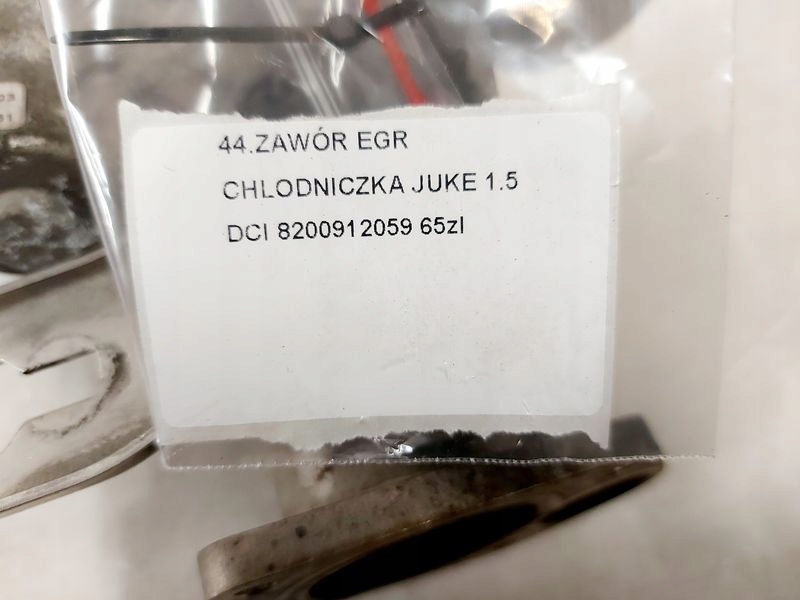 44.ZAWÓR EGR
CHLODNICZKA JUKE 1.5
DCI 8200912059 65zl